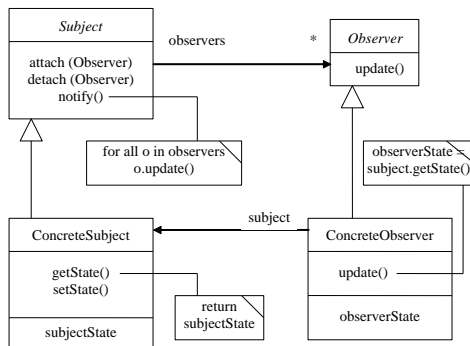 Subject
attach (Observer)
detach (Observer)
notify()
observers
*
Observer
update()
for all o in observers
o.update()
observerState =
subject.getState()
subject
ConcreteSubject
getState()
setState()
subjectState
return
subjectState
ConcreteObserver
update()
observerState